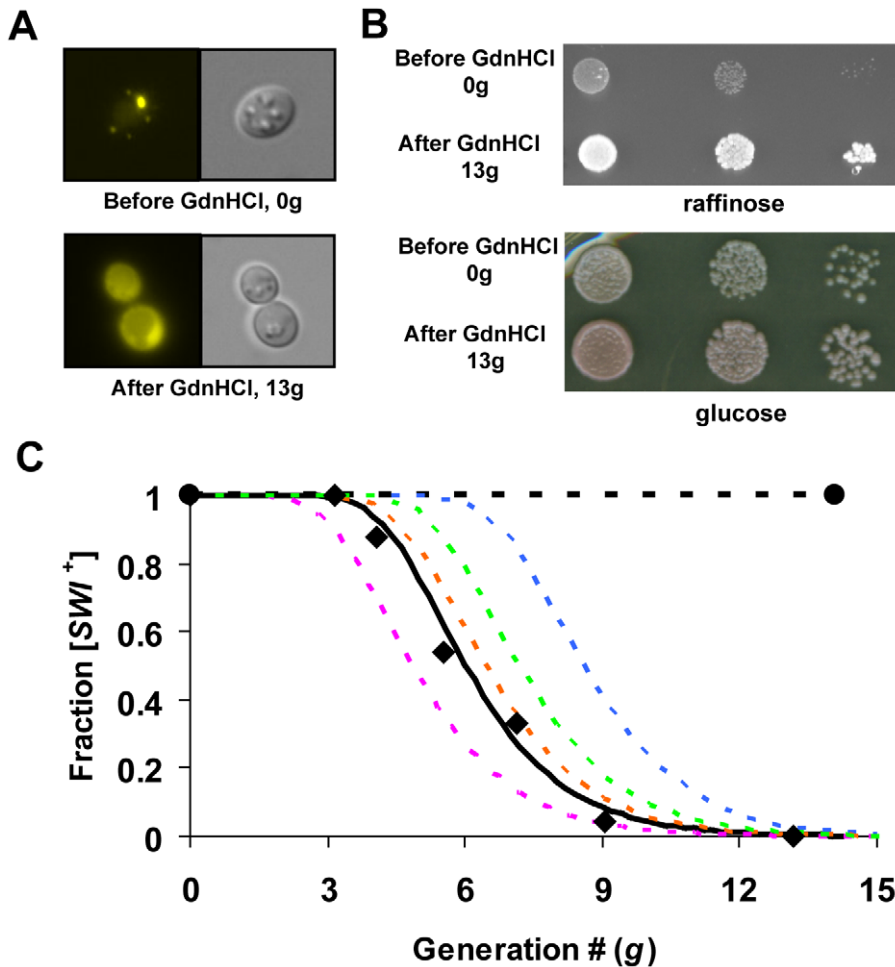 A
Before GdnHCl, 0g
After GdnHCl, 13g
B
Before GdnHCl
0g
After GdnHCl
13g
raffinose
Before GdnHCl
0g
After GdnHCl
13g
glucose
C
Fraction [SWI +]
1
0.8
0.6
0.4
0.2
0
0 3 6 9 12 15
Generation # (g)